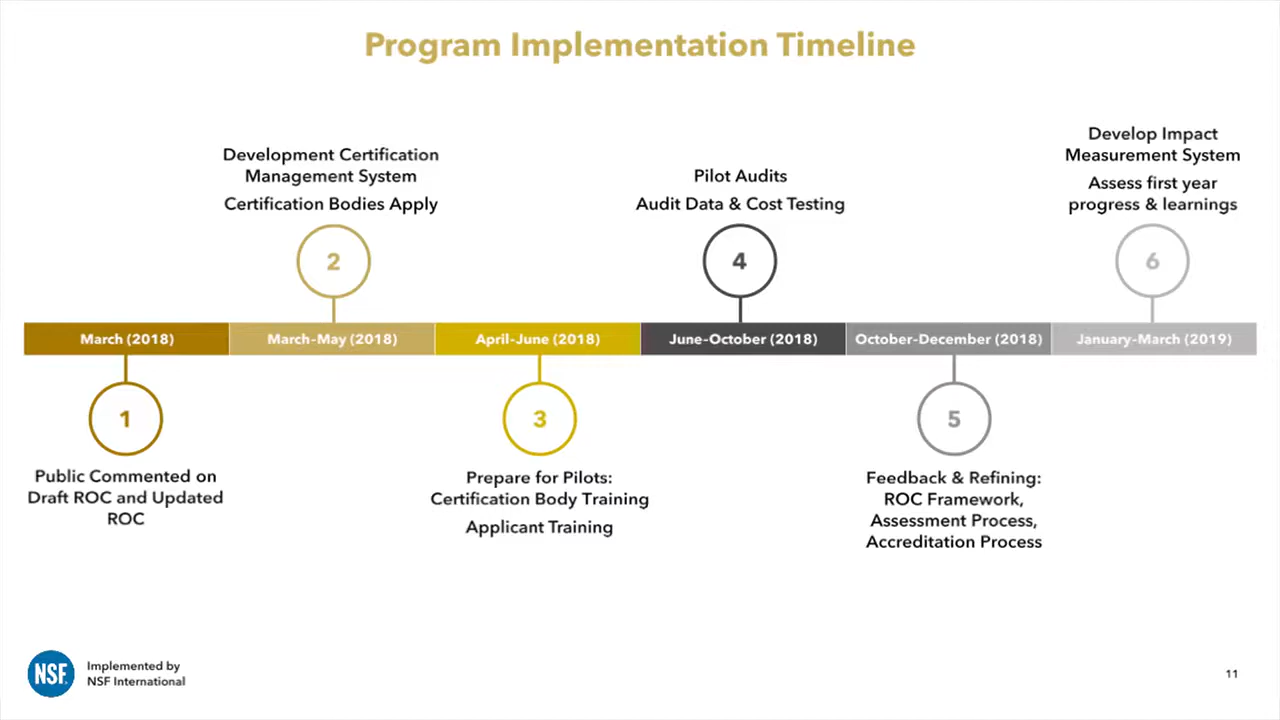 Program Implementation Timeline
Development Certification
Management System
Certification Bodies Apply
2
Pilot Audits
Audit Data & Cost Testing
4
Develop Impact
Measurement System
Assess first year
progress & learnings
6
March (2018)
March-May (2018)
April-June (2018)
June-October (2018)
October-December (2018)
January-March (2019)
1
Public Commented on
Draft ROC and Updated
ROC
3
Prepare for Pilots:
Certification Body Training
Applicant Training
5
Feedback & Refining:
ROC Framework,
Assessment Process,
Accreditation Process
NSF
Implemented by
NSF International
11